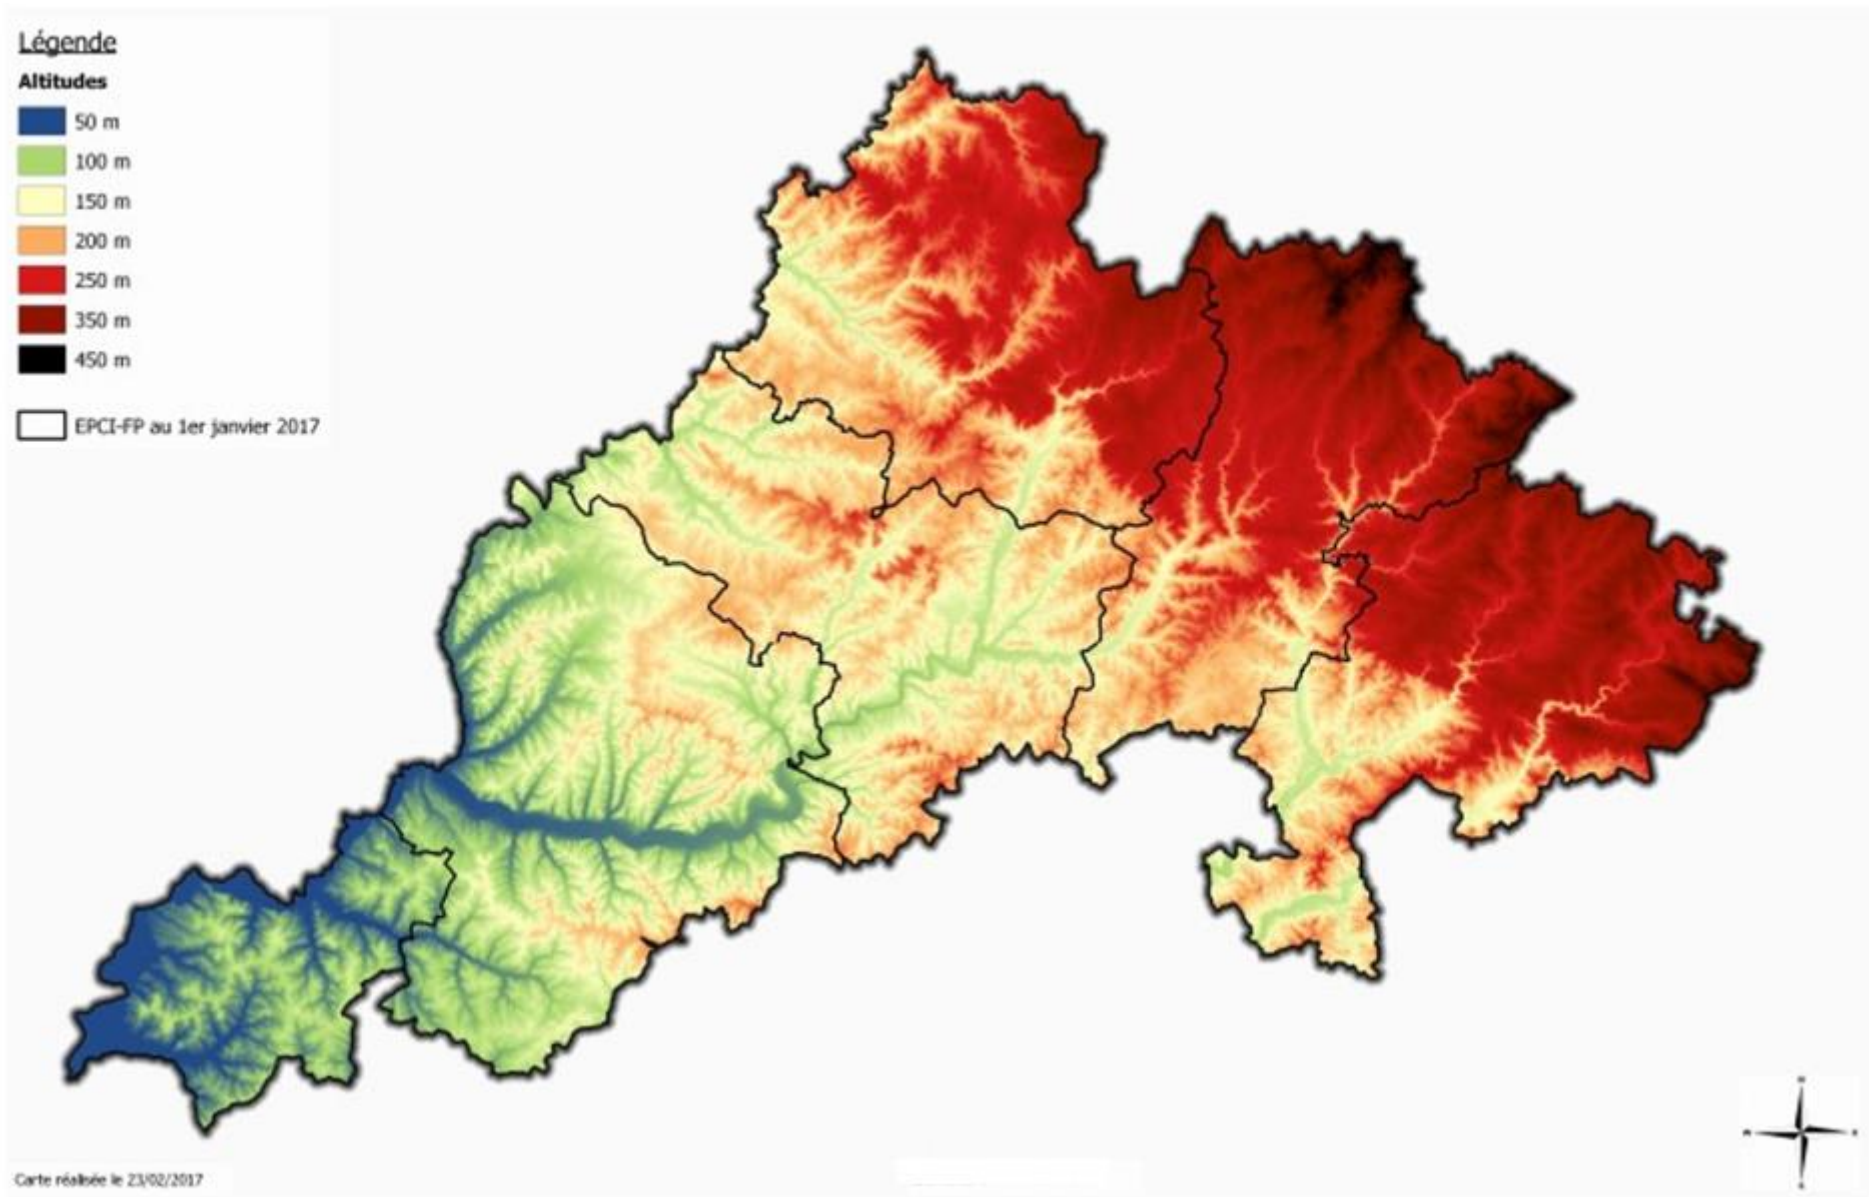 Légende
Altitudes
50 m
100 m
150 m
200 m
250 m
350 m
450 m
EPCI-FP au 1er janvier 2017
Carte réalisée le 23/02/2017